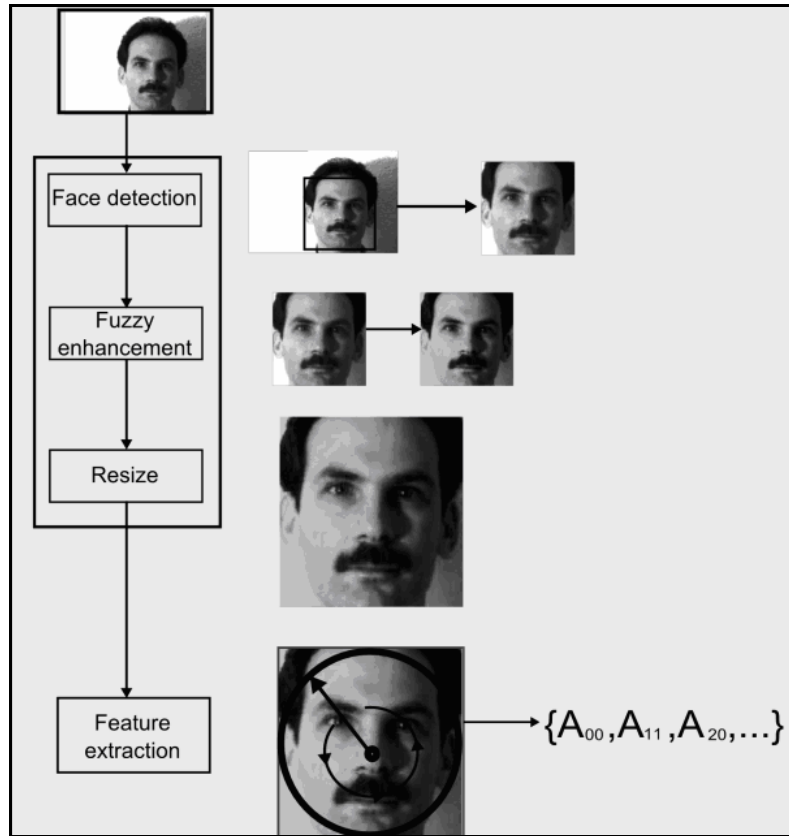 Face detection
Fuzzy
enhancement
Resize
Feature
extraction
{A00,A11,A20,...}